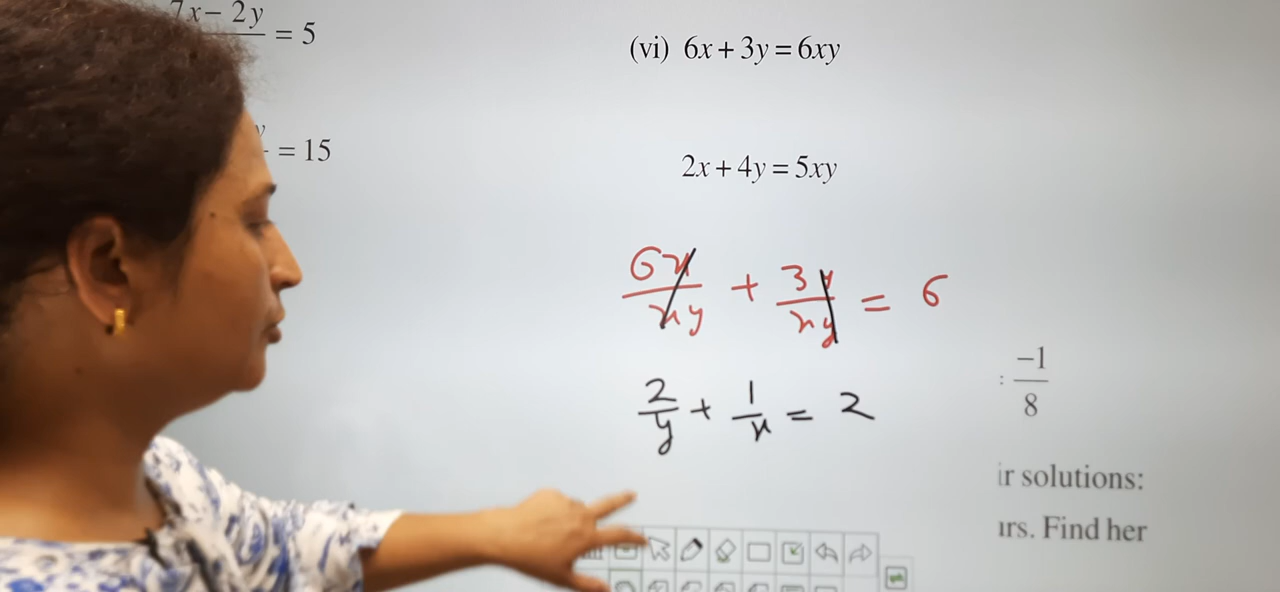 7x − 2y = 5
= 15
(vi) 6x + 3y = 6xy
2x + 4y = 5xy
6x/xy + 3y/xy = 6
2/y + 1/x = 2
: −1/8
ir solutions:
ırs. Find her